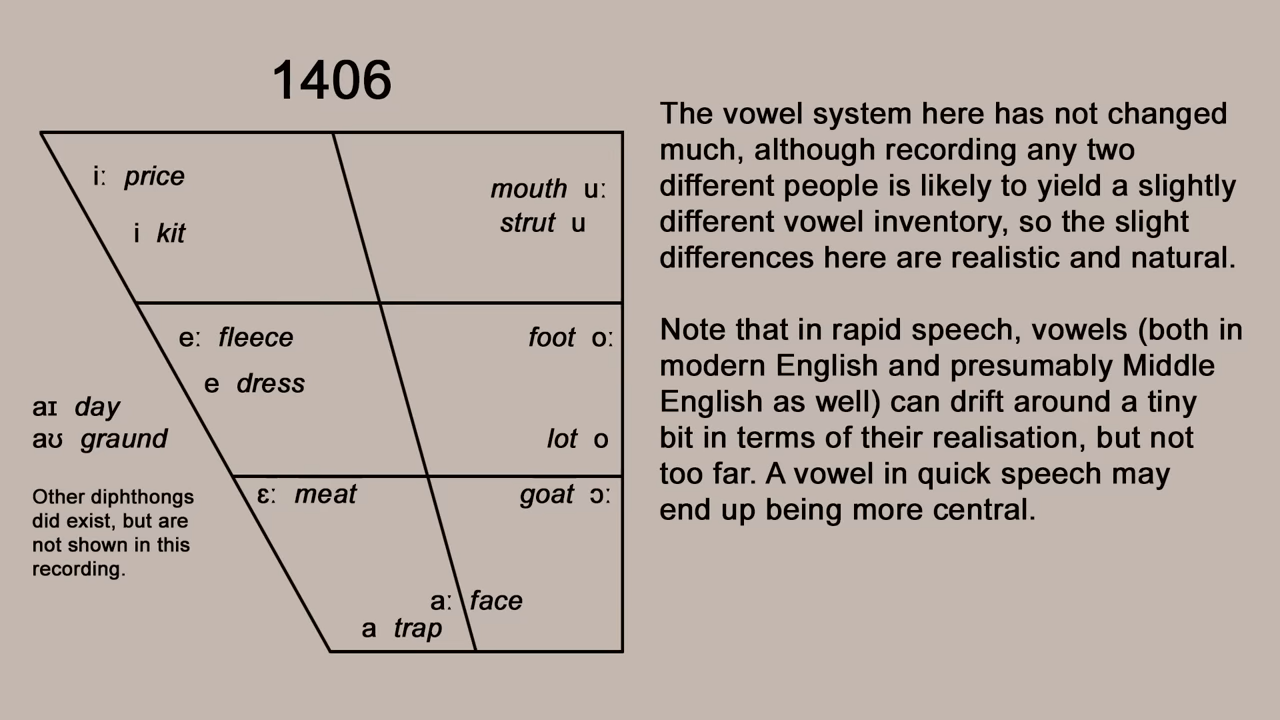 1406
iː price
i kit
mouth uː
strut u
eː fleece
e dress
foot oː
lot o
aɪ day
aʊ graund
ɛː meat
goat ɔː
aː face
a trap
Other diphthongs
did exist, but are
not shown in this
recording.
The vowel system here has not changed
much, although recording any two
different people is likely to yield a slightly
different vowel inventory, so the slight
differences here are realistic and natural.
Note that in rapid speech, vowels (both in
modern English and presumably Middle
English as well) can drift around a tiny
bit in terms of their realisation, but not
too far. A vowel in quick speech may
end up being more central.